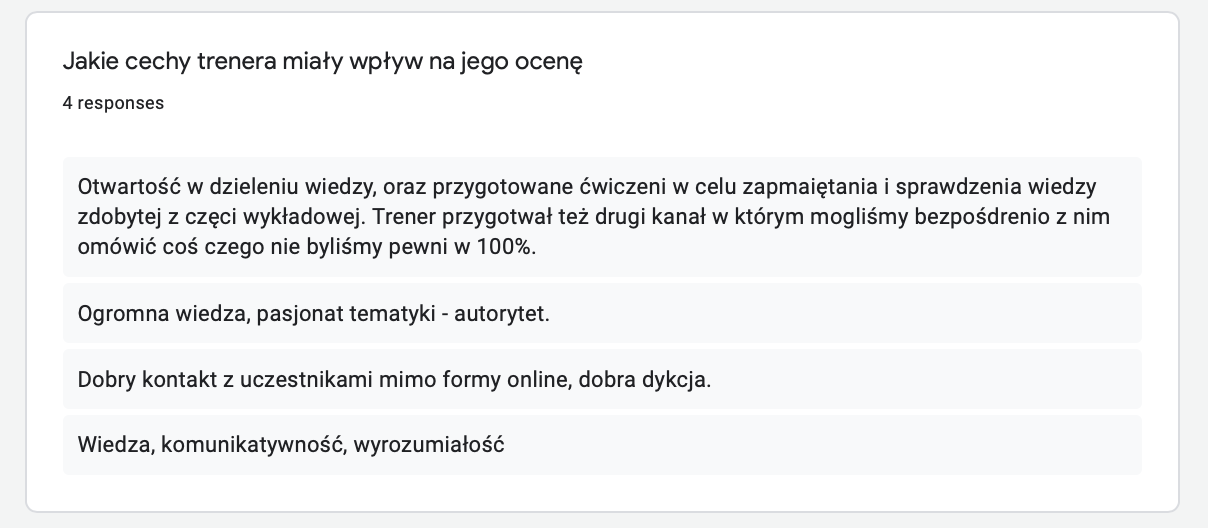 Jakie cechy trenera miały wpływ na jego ocenę
4 responses
Otwartość w dzieleniu wiedzy, oraz przygotowane ćwiczeni w celu zapmaiętania i sprawdzenia wiedzy
zdobytej z częci wykładowej. Trener przygotwał też drugi kanał w którym mogliśmy bezpośdrenio z nim
omówić coś czego nie byliśmy pewni w 100%.
Ogromna wiedza, pasjonat tematyki - autorytet.
Dobry kontakt z uczestnikami mimo formy online, dobra dykcja.
Wiedza, komunikatywność, wyrozumiałość